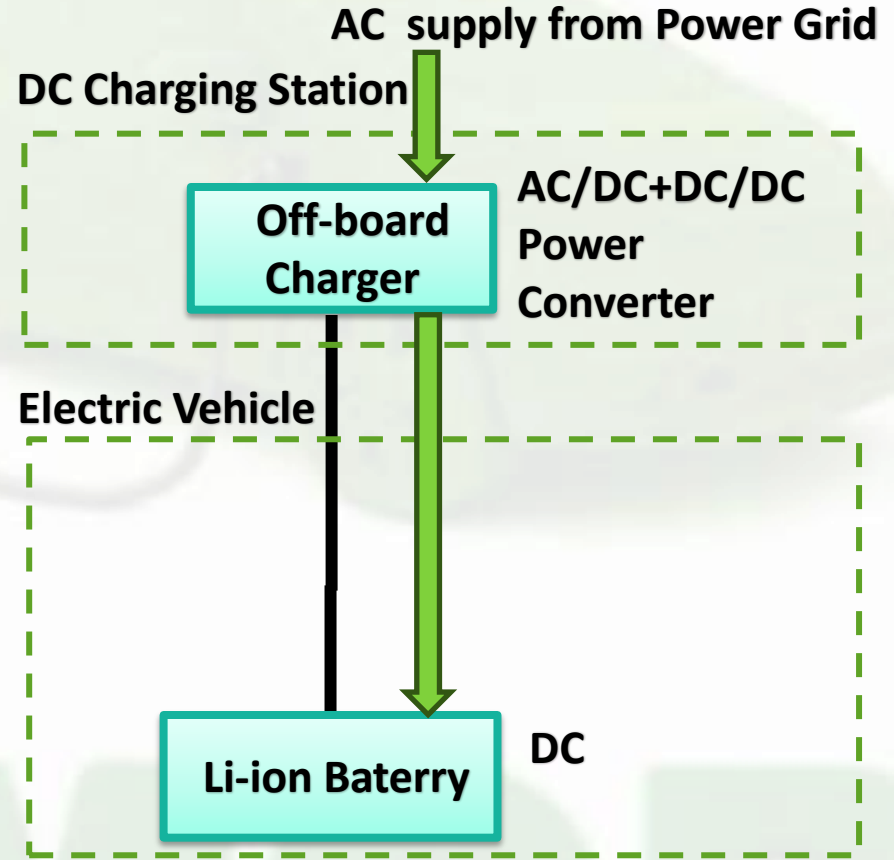 AC supply from Power Grid
DC Charging Station
Off-board
Charger
AC/DC+DC/DC
Power
Converter
Electric Vehicle
Li-ion Baterry
DC